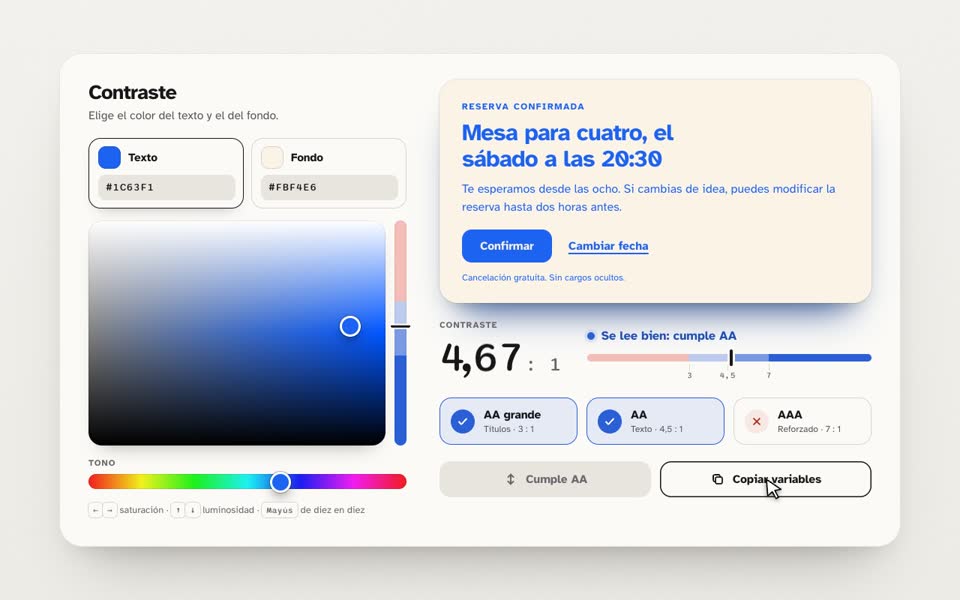 Contraste
Elige el color del texto y el del fondo.
Texto
#1C63F1
Fondo
#FBF4E6
TONO
← → saturación · ↑ ↓ luminosidad · Mayús de diez en diez
RESERVA CONFIRMADA
Mesa para cuatro, el
sábado a las 20:30
Te esperamos desde las ocho. Si cambias de idea, puedes modificar la
reserva hasta dos horas antes.
Confirmar
Cambiar fecha
Cancelación gratuita. Sin cargos ocultos.
CONTRASTE
4,67 : 1
Se lee bien: cumple AA
3
4,5
7
AA grande
Títulos · 3 : 1
AA
Texto · 4,5 : 1
AAA
Reforzado · 7 : 1
Cumple AA
Copiar variables